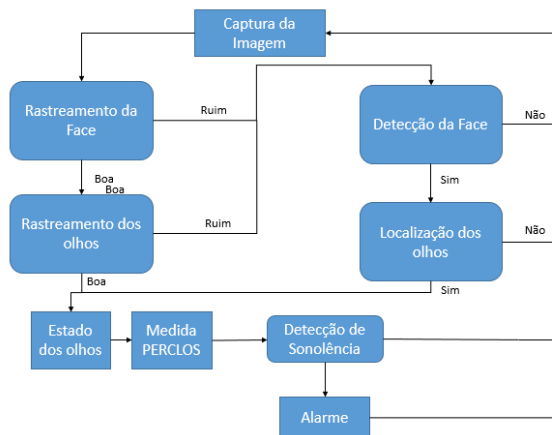 Captura da
Imagem
Rastreamento da
Face
Ruim
Detecção da Face
Não
Boa
Boa
Sim
Rastreamento dos
olhos
Ruim
Localização dos
olhos
Não
Boa
Sim
Estado
dos olhos
Medida
PERCLOS
Detecção de
Sonolência
Alarme